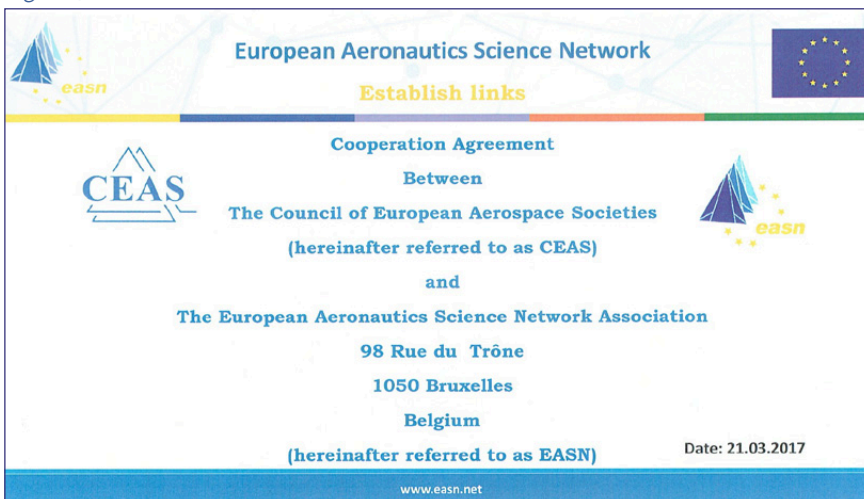 European Aeronautics Science Network
easn
Establish links
Cooperation Agreement
Between
CEAS
The Council of European Aerospace Societies
easn
(hereinafter referred to as CEAS)
and
The European Aeronautics Science Network Association
98 Rue du Trône
1050 Bruxelles
Belgium
(hereinafter referred to as EASN)
Date: 21.03.2017
www.easn.net